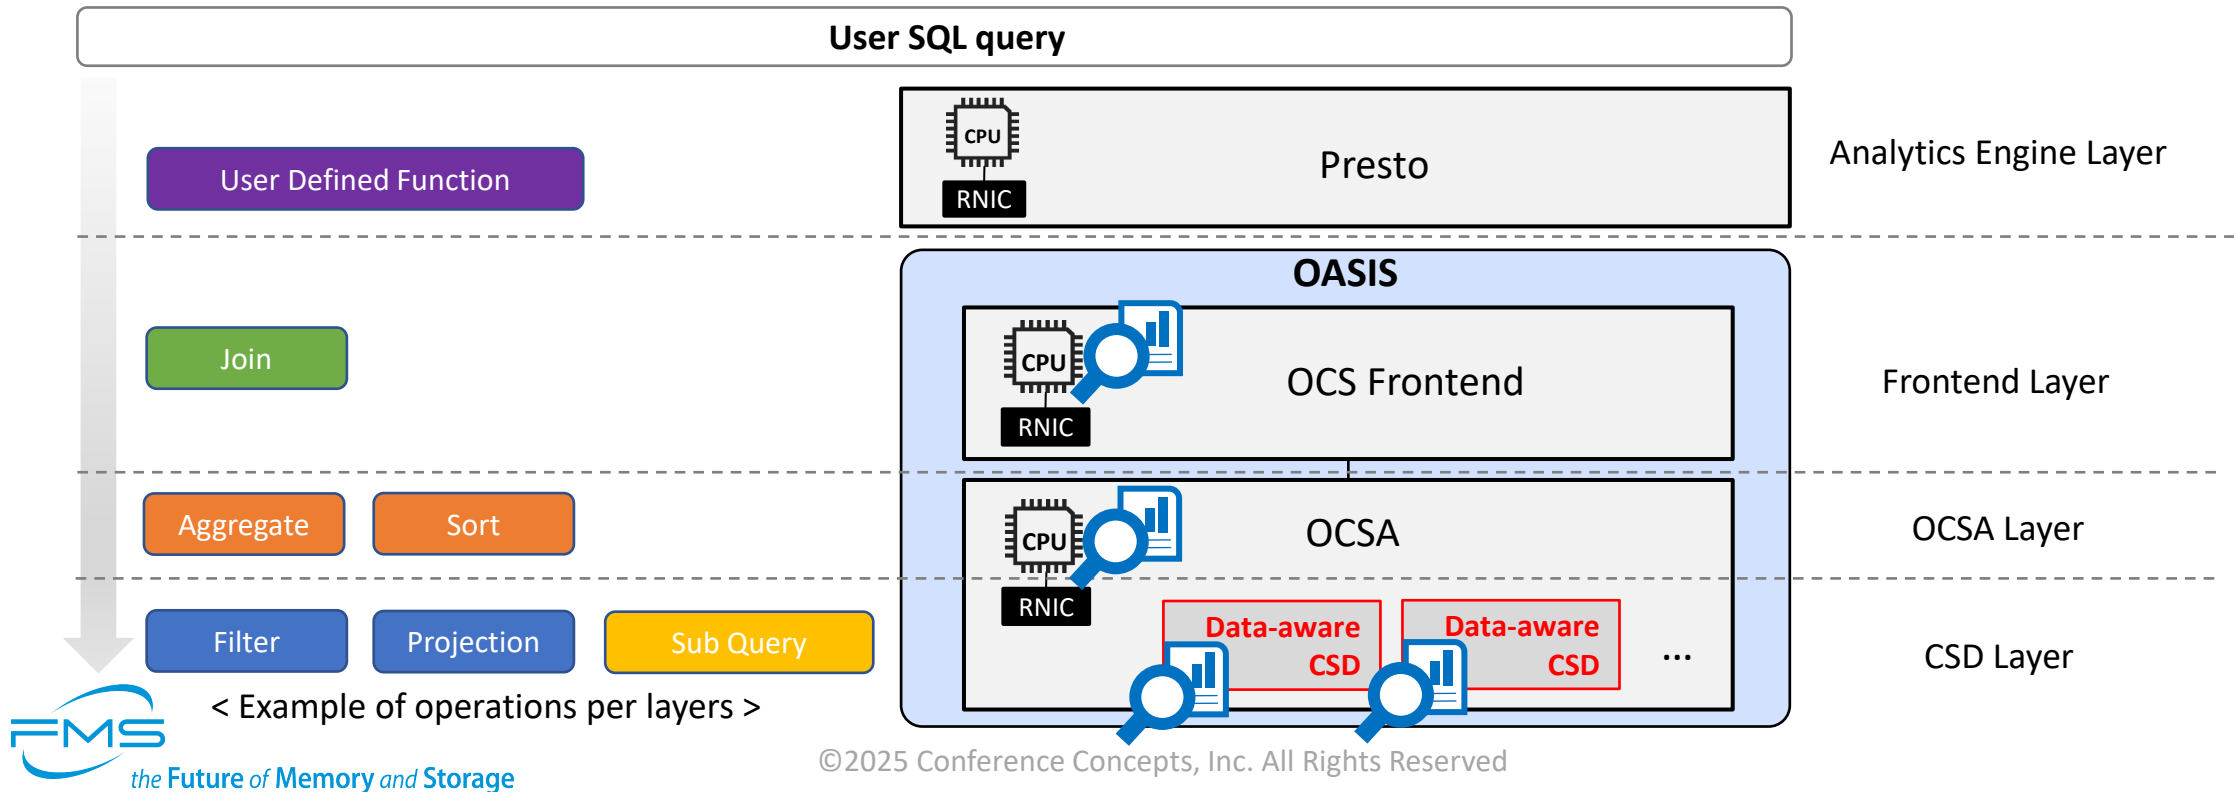 User SQL query
CPU
RNIC
Presto
Analytics Engine Layer
User Defined Function
OASIS
Join
CPU
RNIC
OCS Frontend
Frontend Layer
Aggregate
Sort
CPU
RNIC
OCSA
OCSA Layer
Filter
Projection
Sub Query
Data-aware
CSD
Data-aware
CSD
...
CSD Layer
< Example of operations per layers >
FMS
the Future of Memory and Storage
©2025 Conference Concepts, Inc. All Rights Reserved